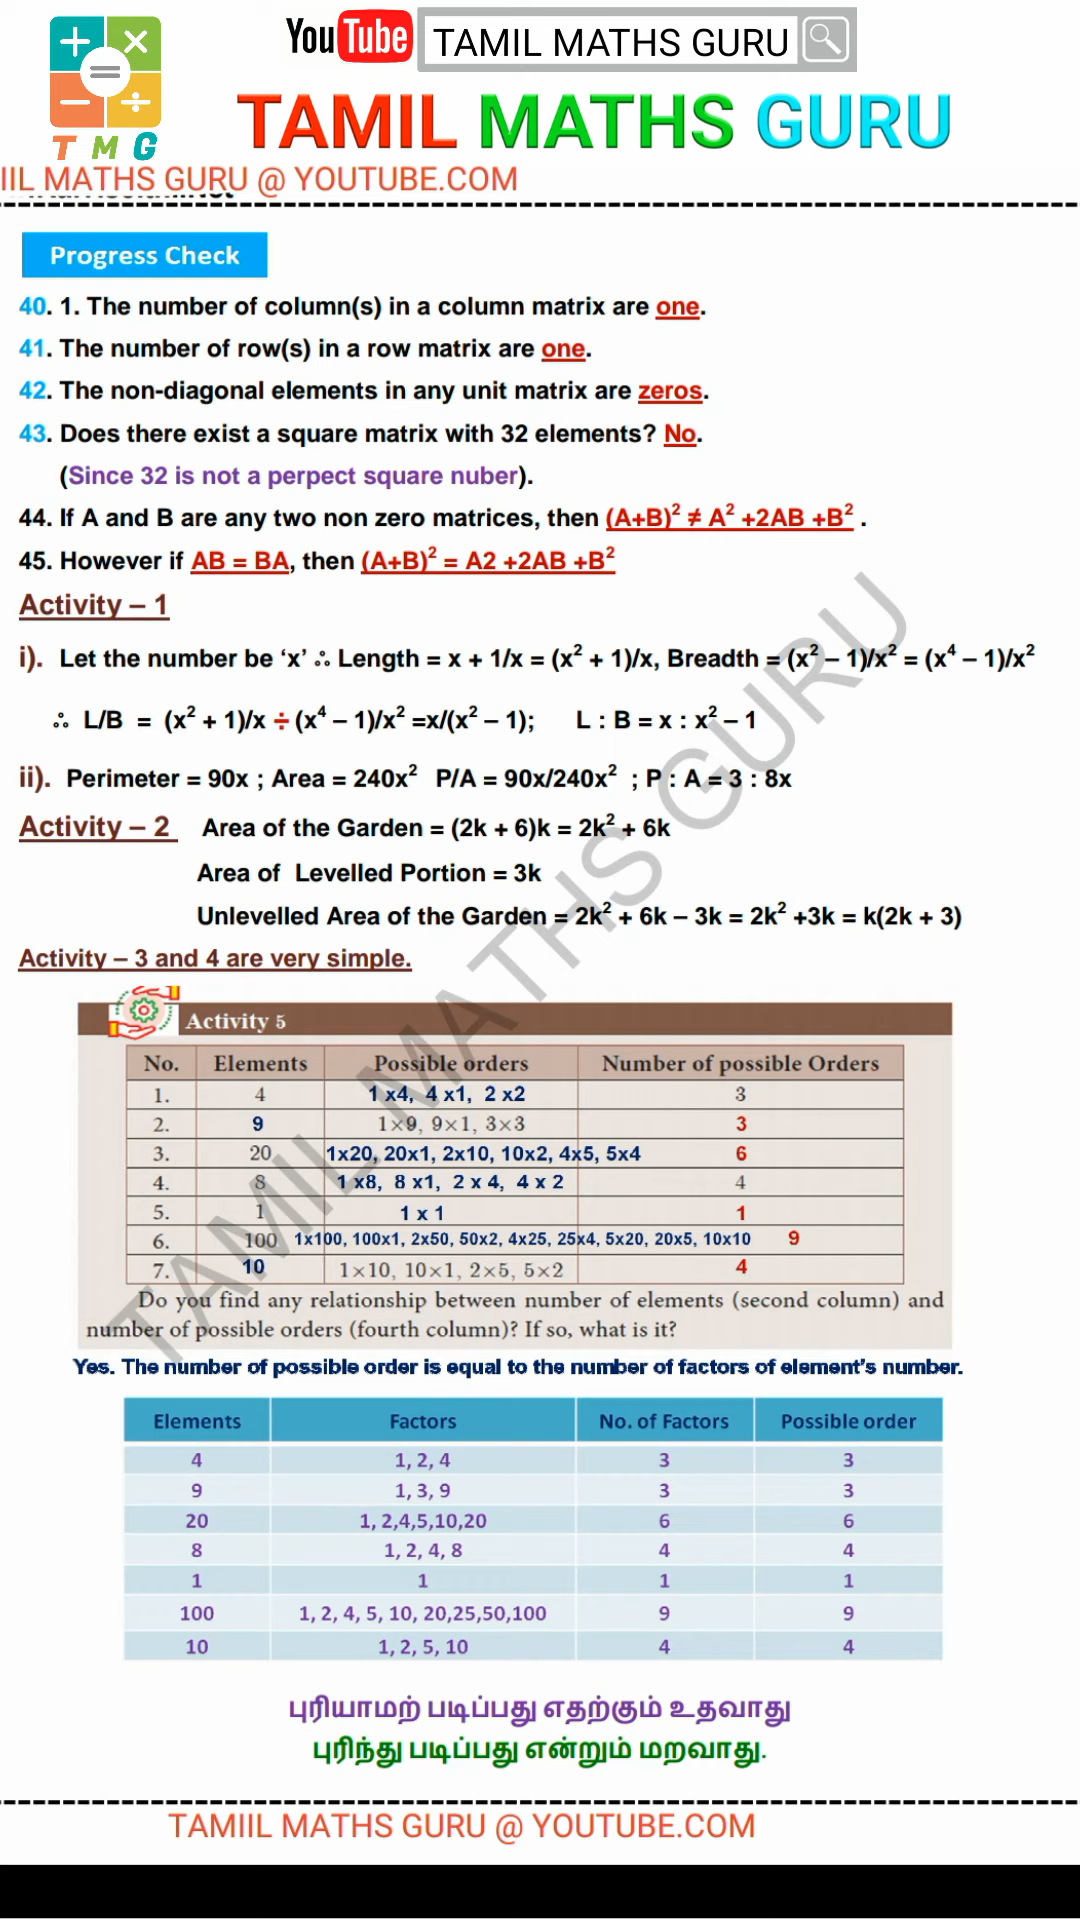 YouTube TAMIL MATHS GURU
TAMIL MATHS GURU
T M G
IIL MATHS GURU @ YOUTUBE.COM
Progress Check
40. 1. The number of column(s) in a column matrix are one.
41. The number of row(s) in a row matrix are one.
42. The non-diagonal elements in any unit matrix are zeros.
43. Does there exist a square matrix with 32 elements? No.
(Since 32 is not a perpect square nuber).
44. If A and B are any two non zero matrices, then (A+B)² ≠ A² +2AB +B² .
45. However if AB = BA, then (A+B)² = A2 +2AB +B²
Activity – 1
i). Let the number be ‘x’ ∴ Length = x + 1/x = (x² + 1)/x, Breadth = (x² – 1)/x² = (x⁴ – 1)/x²
∴ L/B = (x² + 1)/x ÷ (x⁴ – 1)/x² =x/(x² – 1); L : B = x : x² – 1
ii). Perimeter = 90x ; Area = 240x² P/A = 90x/240x² ; P : A = 3 : 8x
Activity – 2 Area of the Garden = (2k + 6)k = 2k² + 6k
Area of Levelled Portion = 3k
Unlevelled Area of the Garden = 2k² + 6k – 3k = 2k² +3k = k(2k + 3)
Activity – 3 and 4 are very simple.
Activity 5
No. Elements Possible orders Number of possible Orders
1. 4 1 x4, 4 x1, 2 x2 3
2. 9 1×9, 9×1, 3×3 3
3. 20 1x20, 20x1, 2x10, 10x2, 4x5, 5x4 6
4. 8 1 x8, 8 x1, 2 x 4, 4 x 2 4
5. 1 1 x 1 1
6. 100 1x100, 100x1, 2x50, 50x2, 4x25, 25x4, 5x20, 20x5, 10x10 9
7. 10 1×10, 10×1, 2×5, 5×2 4
Do you find any relationship between number of elements (second column) and
number of possible orders (fourth column)? If so, what is it?
Yes. The number of possible order is equal to the number of factors of element's number.
Elements Factors No. of Factors Possible order
4 1, 2, 4 3 3
9 1, 3, 9 3 3
20 1, 2,4,5,10,20 6 6
8 1, 2, 4, 8 4 4
1 1 1 1
100 1, 2, 4, 5, 10, 20,25,50,100 9 9
10 1, 2, 5, 10 4 4
புரியாமற் படிப்பது எதற்கும் உதவாது
புரிந்து படிப்பது என்றும் மறவாது.
TAMIIL MATHS GURU @ YOUTUBE.COM
TAMIL MATHS GURU